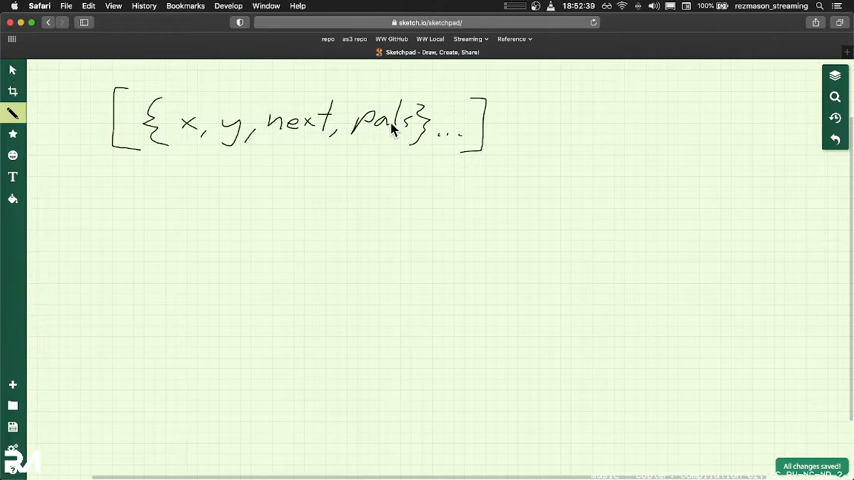 Safari File Edit View History Bookmarks Develop Window Help 100% 18:52:39 rezmason_streaming
sketch.io/sketchpad/
repo as3 repo WW GitHub WW Local Streaming Reference
Sketchpad - Draw, Create, Share!
[{ x, y, next, pals}...]
T
All changes saved!
RM